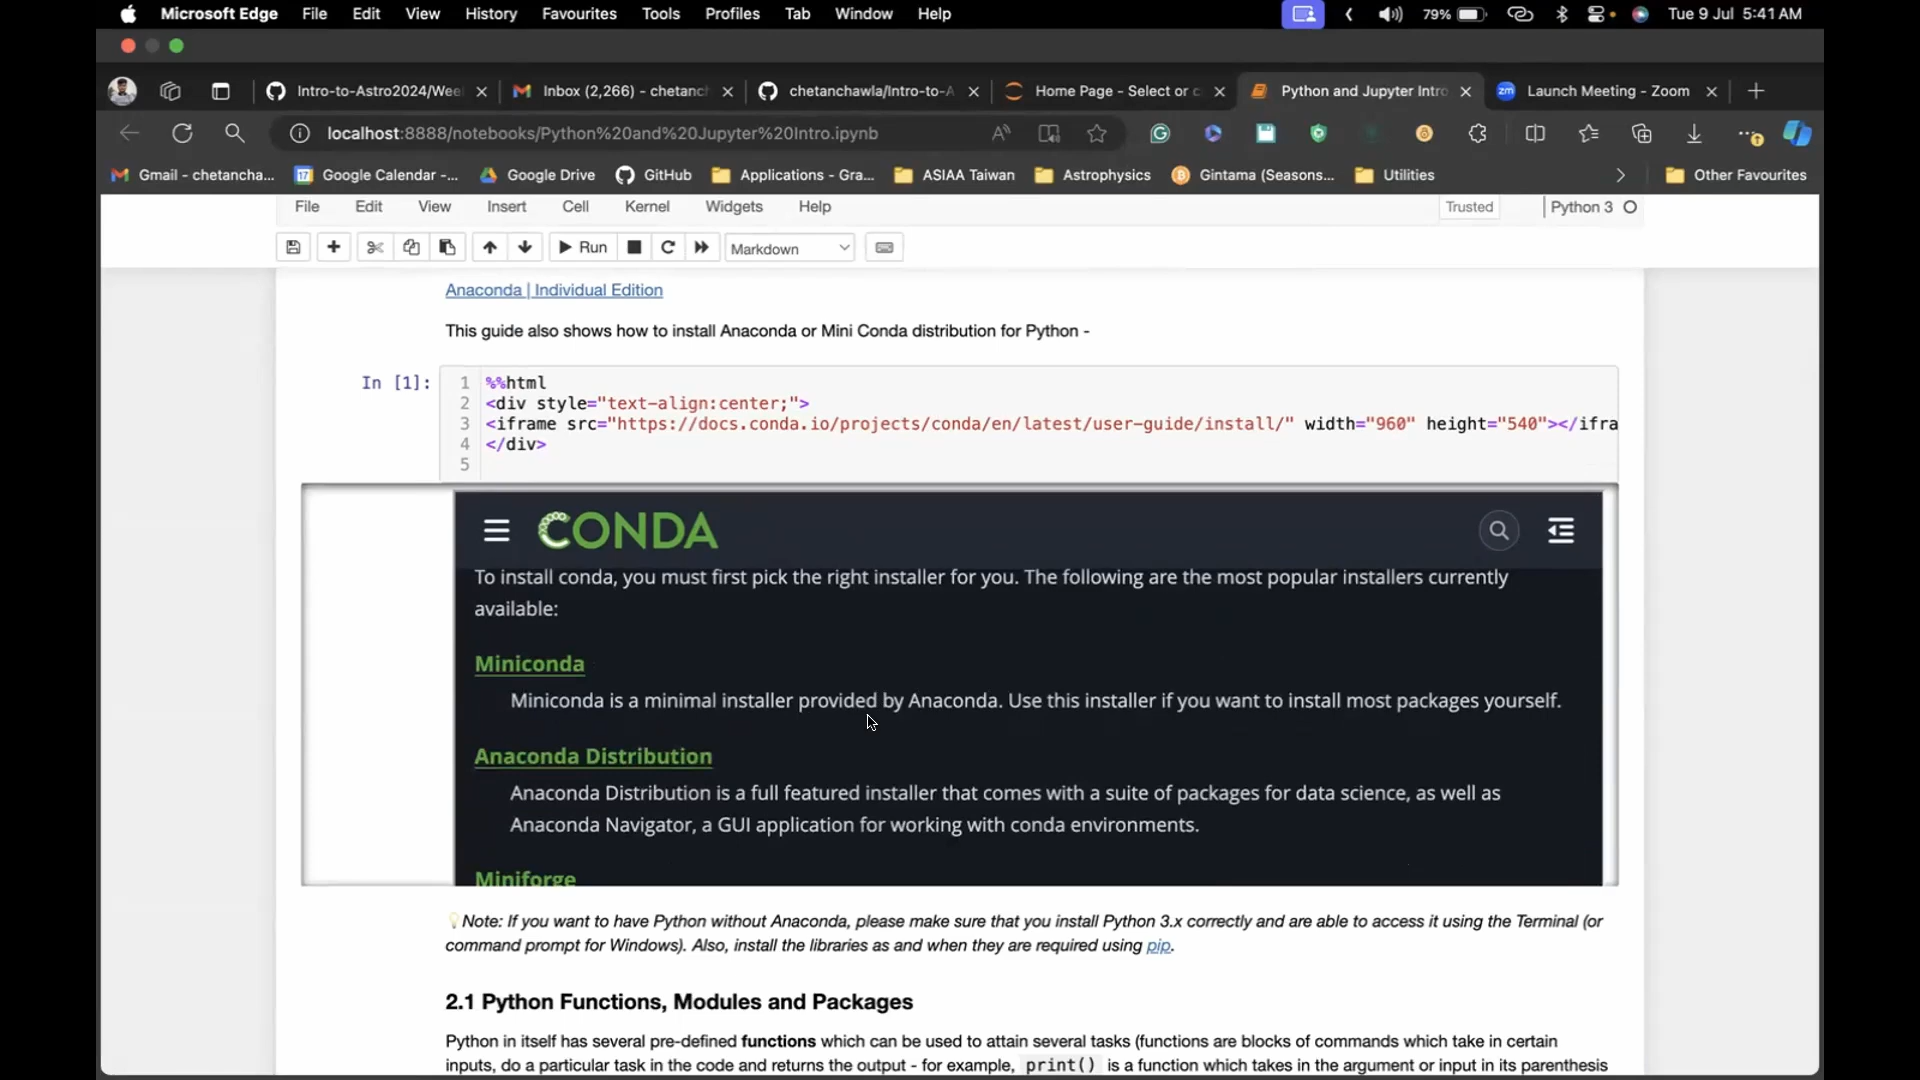 Microsoft Edge File Edit View History Favourites Tools Profiles Tab Window Help 79% Tue 9 Jul 5:41 AM
Intro-to-Astro2024/Wee Inbox (2,266) - chetanch chetanchawla/Intro-to-A Home Page - Select or c Python and Jupyter Intro zm Launch Meeting - Zoom
localhost:8888/notebooks/Python%20and%20Jupyter%20Intro.ipynb
Gmail - chetancha... 17 Google Calendar -... Google Drive GitHub Applications - Gra... ASIAA Taiwan Astrophysics Gintama (Seasons... Utilities Other Favourites
File Edit View Insert Cell Kernel Widgets Help Trusted Python 3
Run Markdown
Anaconda | Individual Edition
This guide also shows how to install Anaconda or Mini Conda distribution for Python -
In [1]: 1 %%html
2 <div style="text-align:center;">
3 <iframe src="https://docs.conda.io/projects/conda/en/latest/user-guide/install/" width="960" height="540"></ifra
4 </div>
5
CONDA
To install conda, you must first pick the right installer for you. The following are the most popular installers currently
available:
Miniconda
Miniconda is a minimal installer provided by Anaconda. Use this installer if you want to install most packages yourself.
Anaconda Distribution
Anaconda Distribution is a full featured installer that comes with a suite of packages for data science, as well as
Anaconda Navigator, a GUI application for working with conda environments.
Miniforge
Note: If you want to have Python without Anaconda, please make sure that you install Python 3.x correctly and are able to access it using the Terminal (or
command prompt for Windows). Also, install the libraries as and when they are required using pip.
2.1 Python Functions, Modules and Packages
Python in itself has several pre-defined functions which can be used to attain several tasks (functions are blocks of commands which take in certain
inputs, do a particular task in the code and returns the output - for example, print() is a function which takes in the argument or input in its parenthesis